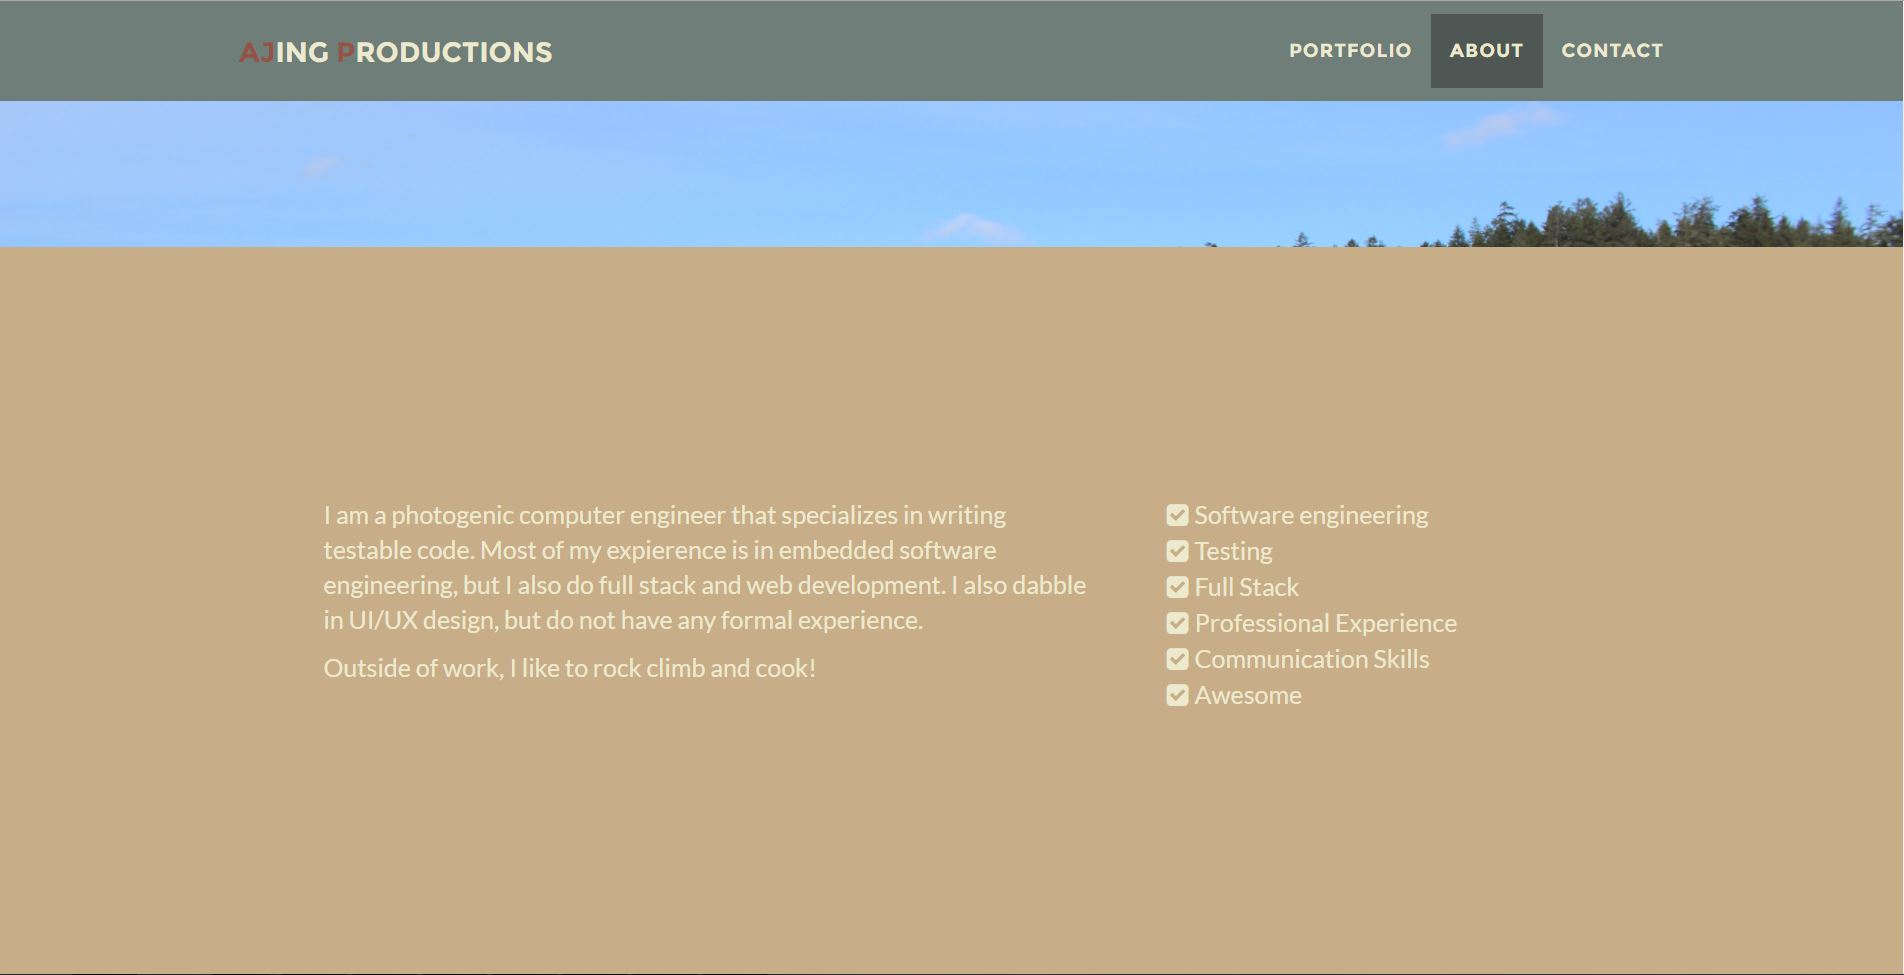 AJING PRODUCTIONS
PORTFOLIO ABOUT CONTACT
I am a photogenic computer engineer that specializes in writing
testable code. Most of my expierence is in embedded software
engineering, but I also do full stack and web development. I also dabble
in UI/UX design, but do not have any formal experience.
Outside of work, I like to rock climb and cook!
Software engineering
Testing
Full Stack
Professional Experience
Communication Skills
Awesome